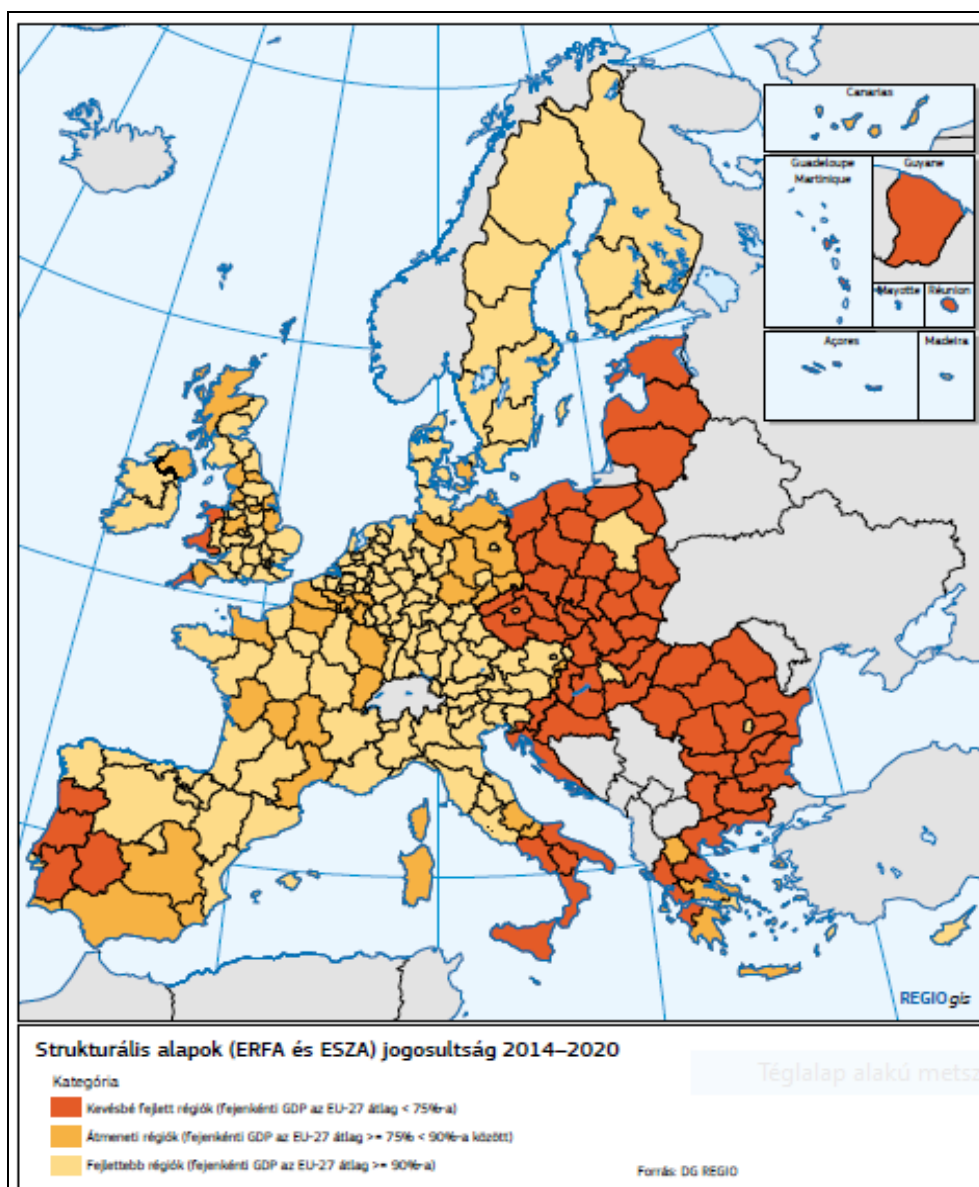 Canarias
Guadeloupe
Martinique
Guyane
Mayotte
Réunion
Açores
Madeira
REGIOgis
Strukturális alapok (ERFA és ESZA) jogosultság 2014–2020
Kategória
Kevésbé fejlett régiók (fejenkénti GDP az EU-27 átlag < 75%-a)
Átmeneti régiók (fejenkénti GDP az EU-27 átlag >= 75% < 90%-a között)
Fejlettebb régiók (fejenkénti GDP az EU-27 átlag >= 90%-a)
Forrás: DG REGIO
Téglalap alakú metsz